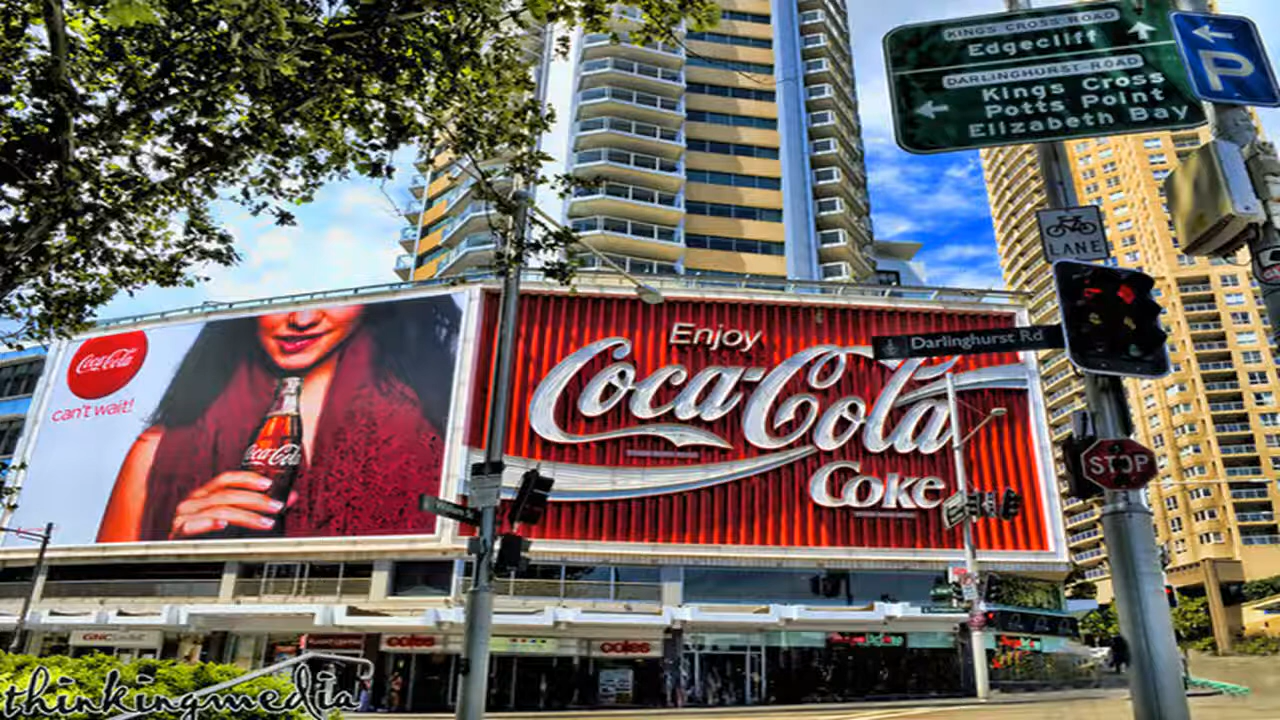 KINGS CROSS ROAD
Edgecliff
DARLINGHURST ROAD
Kings Cross
Potts Point
Elizabeth Bay
P
LANE
Darlinghurst Rd
STOP
Enjoy
Coca-Cola
Coke
Coca-Cola
can't wait!
Coca-Cola
coles
coles
thinkingmedia